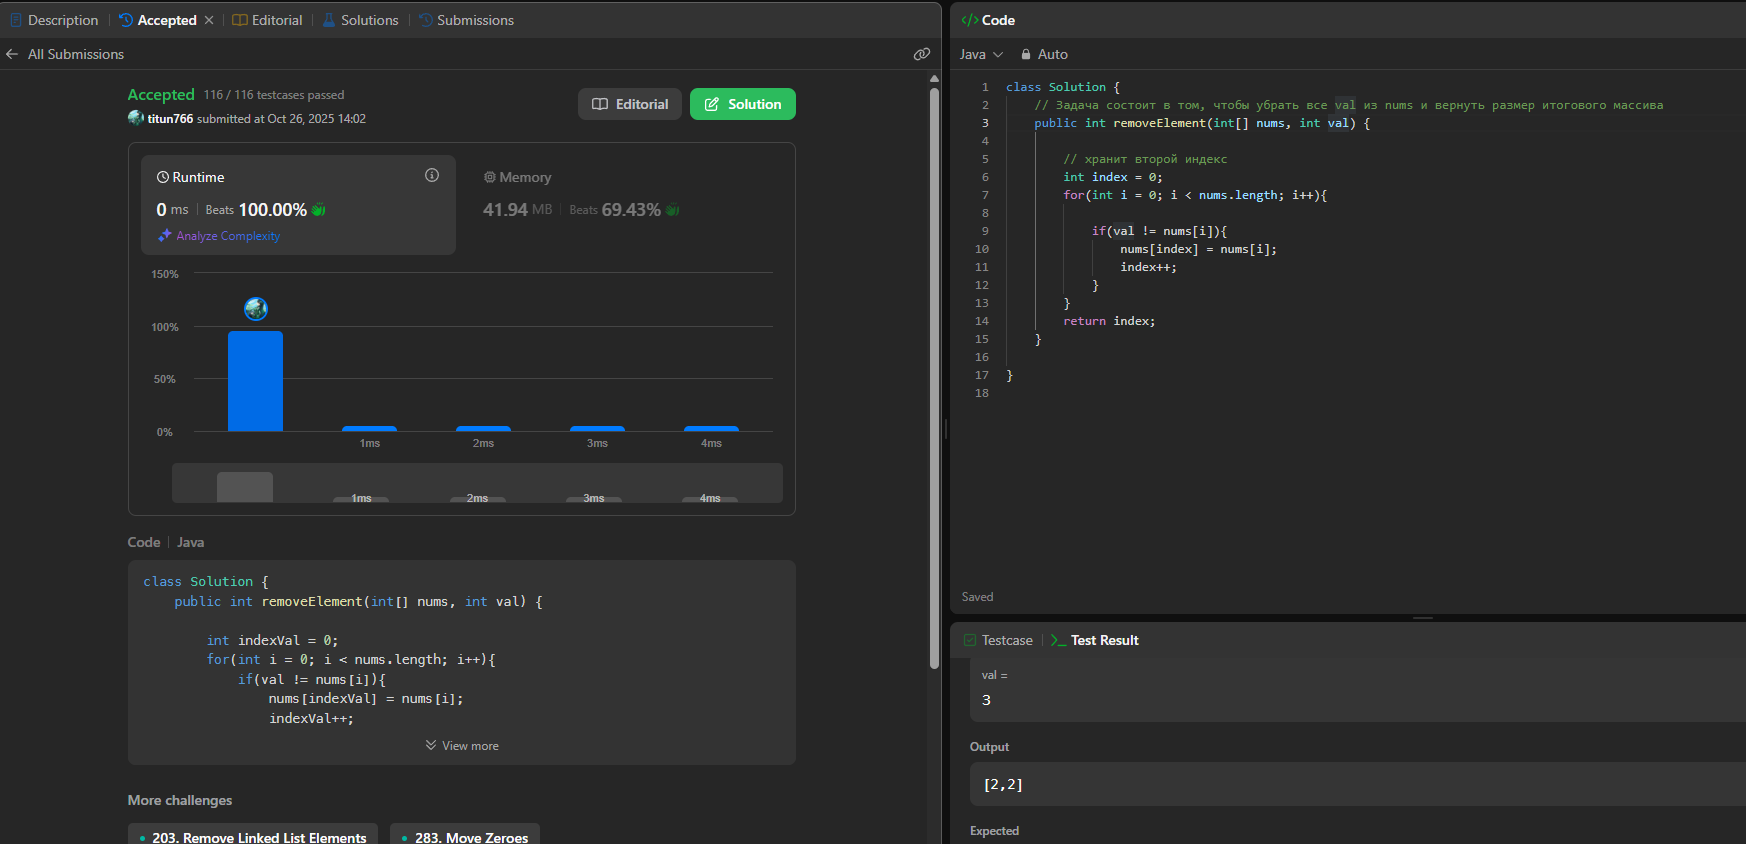 Description
Accepted
Editorial
Solutions
Submissions
All Submissions
Accepted 116 / 116 testcases passed
titun766 submitted at Oct 26, 2025 14:02
Editorial
Solution
Runtime
0 ms Beats 100.00%
Analyze Complexity
Memory
41.94 MB Beats 69.43%
150%
100%
50%
0%
1ms 2ms 3ms 4ms
1ms 2ms 3ms 4ms
Code Java
class Solution {
public int removeElement(int[] nums, int val) {
int indexVal = 0;
for(int i = 0; i < nums.length; i++){
if(val != nums[i]){
nums[indexVal] = nums[i];
indexVal++;
View more
More challenges
203. Remove Linked List Elements
283. Move Zeroes
</> Code
Java
Auto
1 class Solution {
2 // Задача состоит в том, чтобы убрать все val из nums и вернуть размер итогового массива
3 public int removeElement(int[] nums, int val) {
4
5 // хранит второй индекс
6 int index = 0;
7 for(int i = 0; i < nums.length; i++){
8
9 if(val != nums[i]){
10 nums[index] = nums[i];
11 index++;
12 }
13 }
14 return index;
15 }
16
17 }
18
Saved
Testcase
Test Result
val =
3
Output
[2,2]
Expected